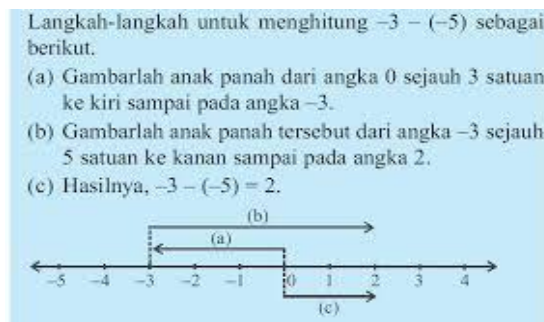 Langkah-langkah untuk menghitung –3 – (–5) sebagai
berikut.
(a) Gambarlah anak panah dari angka 0 sejauh 3 satuan
ke kiri sampai pada angka –3.
(b) Gambarlah anak panah tersebut dari angka –3 sejauh
5 satuan ke kanan sampai pada angka 2.
(c) Hasilnya, –3 – (–5) = 2.
(b)
(a)
–5 –4 –3 –2 –1 0 1 2 3 4
(c)